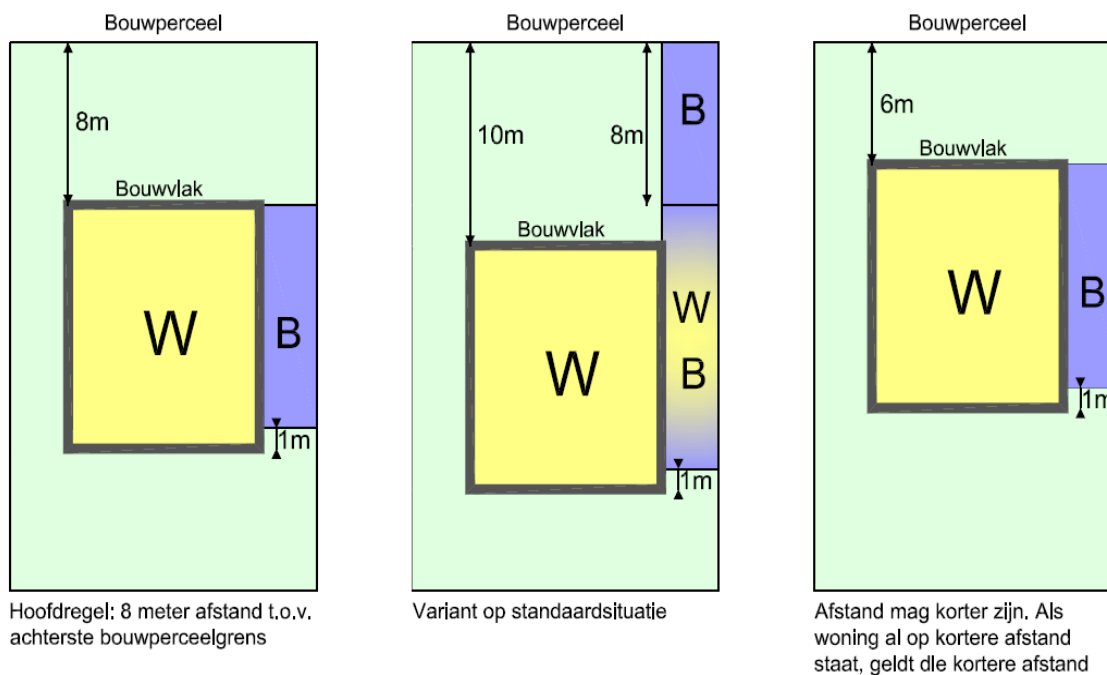 Bouwperceel
8m
Bouwvlak
W
B
1m
Hoofdregel: 8 meter afstand t.o.v.
achterste bouwperceelgrens
Bouwperceel
10m
8m
B
Bouwvlak
W
W
B
1m
Variant op standaardsituatie
Bouwperceel
6m
Bouwvlak
W
B
1m
Afstand mag korter zijn. Als
woning al op kortere afstand
staat, geldt die kortere afstand